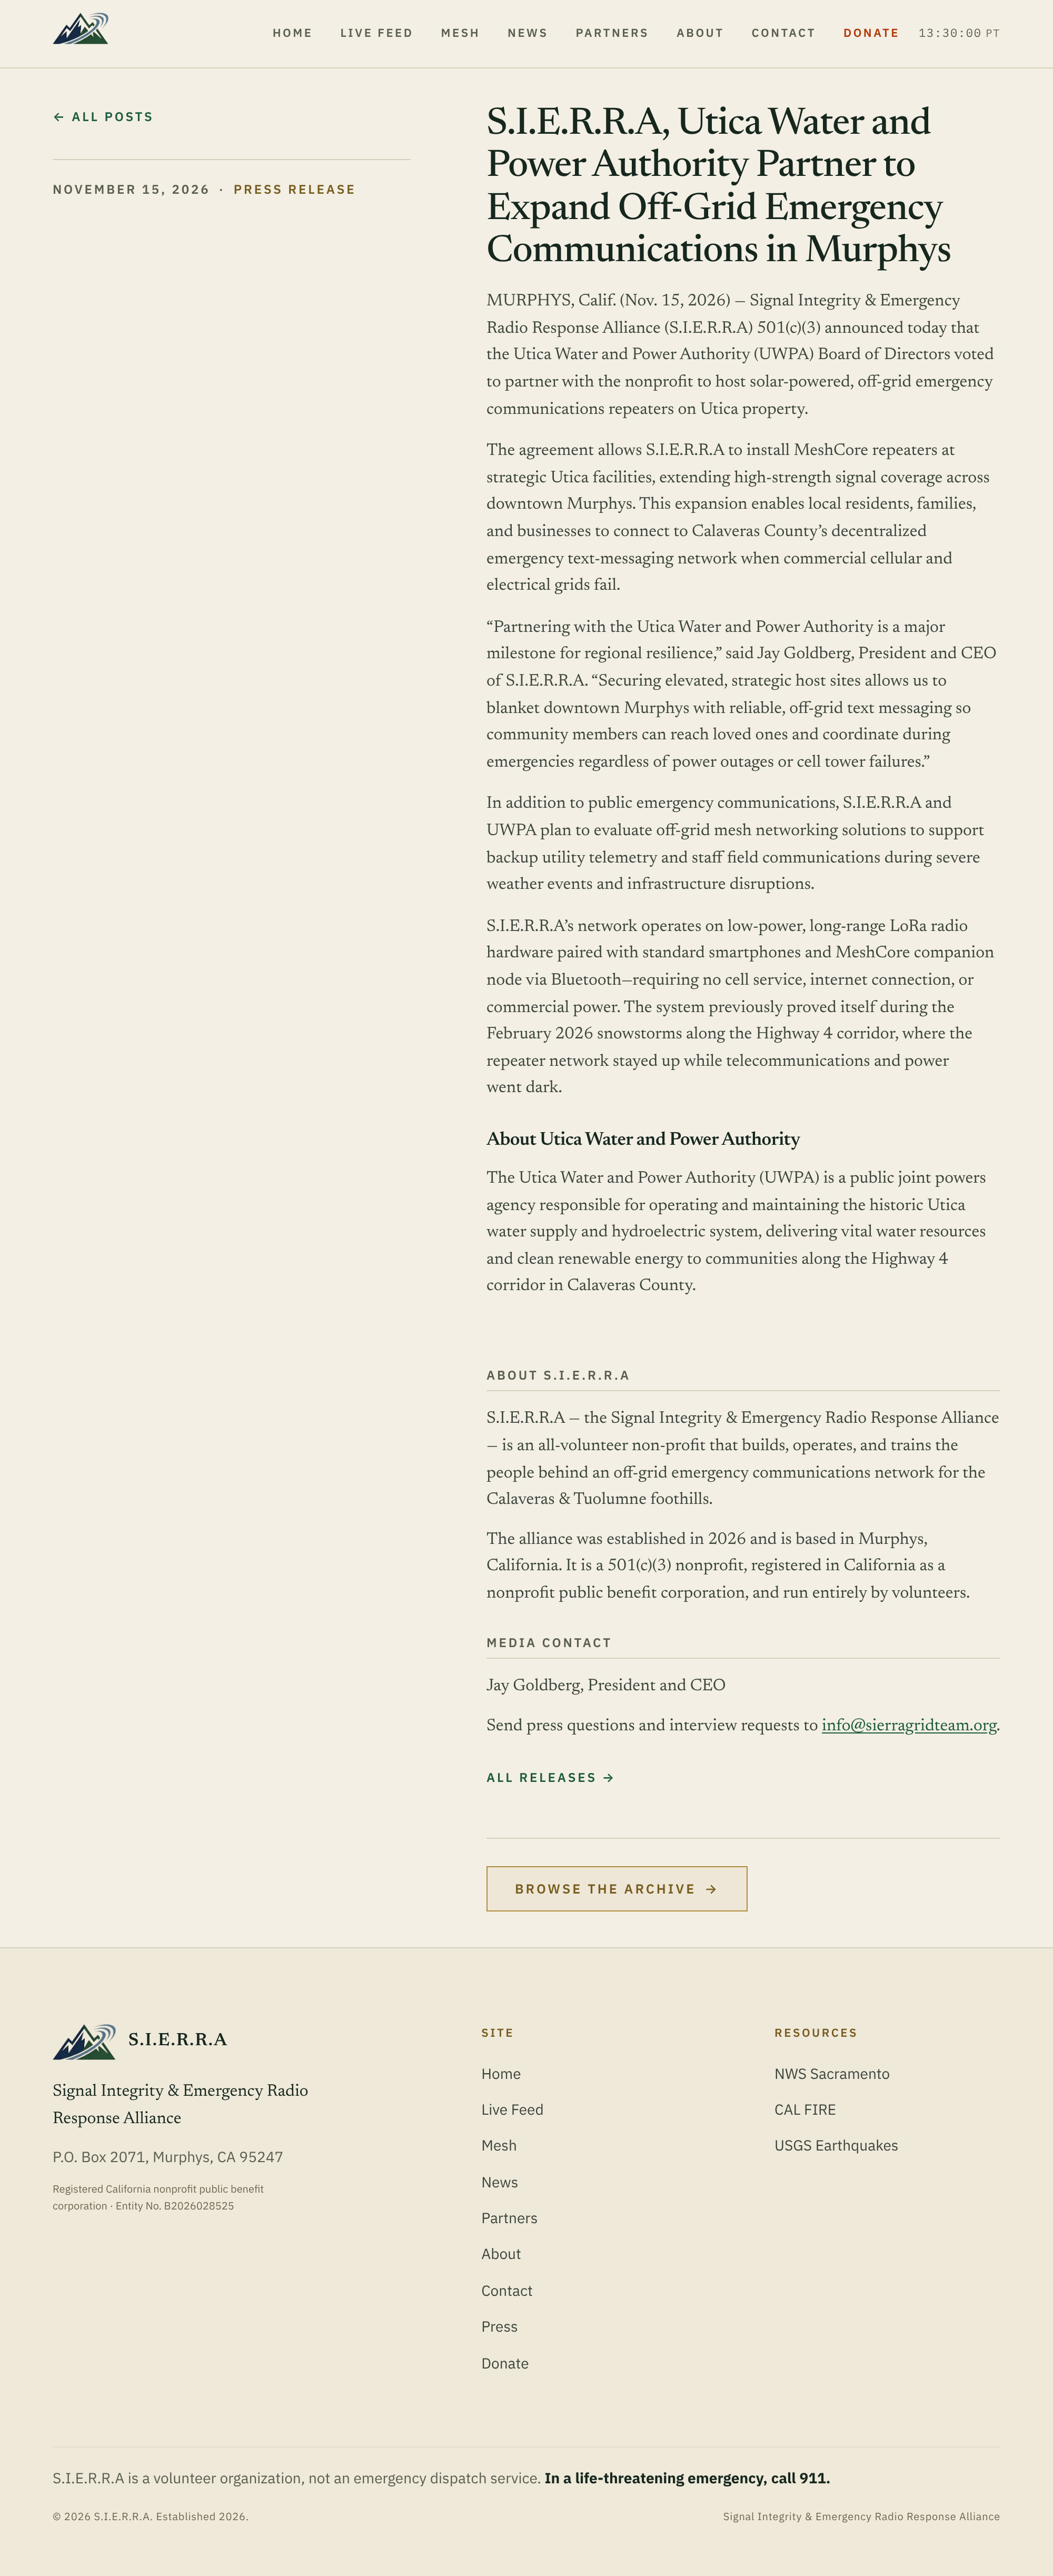 HOME LIVE FEED MESH NEWS PARTNERS ABOUT CONTACT DONATE 13:30:00 PT
← ALL POSTS
NOVEMBER 15, 2026 · PRESS RELEASE
S.I.E.R.R.A, Utica Water and
Power Authority Partner to
Expand Off-Grid Emergency
Communications in Murphys
MURPHYS, Calif. (Nov. 15, 2026) — Signal Integrity & Emergency
Radio Response Alliance (S.I.E.R.R.A) 501(c)(3) announced today that
the Utica Water and Power Authority (UWPA) Board of Directors voted
to partner with the nonprofit to host solar-powered, off-grid emergency
communications repeaters on Utica property.
The agreement allows S.I.E.R.R.A to install MeshCore repeaters at
strategic Utica facilities, extending high-strength signal coverage across
downtown Murphys. This expansion enables local residents, families,
and businesses to connect to Calaveras County’s decentralized
emergency text-messaging network when commercial cellular and
electrical grids fail.
“Partnering with the Utica Water and Power Authority is a major
milestone for regional resilience,” said Jay Goldberg, President and CEO
of S.I.E.R.R.A. “Securing elevated, strategic host sites allows us to
blanket downtown Murphys with reliable, off-grid text messaging so
community members can reach loved ones and coordinate during
emergencies regardless of power outages or cell tower failures.”
In addition to public emergency communications, S.I.E.R.R.A and
UWPA plan to evaluate off-grid mesh networking solutions to support
backup utility telemetry and staff field communications during severe
weather events and infrastructure disruptions.
S.I.E.R.R.A’s network operates on low-power, long-range LoRa radio
hardware paired with standard smartphones and MeshCore companion
node via Bluetooth—requiring no cell service, internet connection, or
commercial power. The system previously proved itself during the
February 2026 snowstorms along the Highway 4 corridor, where the
repeater network stayed up while telecommunications and power
went dark.
About Utica Water and Power Authority
The Utica Water and Power Authority (UWPA) is a public joint powers
agency responsible for operating and maintaining the historic Utica
water supply and hydroelectric system, delivering vital water resources
and clean renewable energy to communities along the Highway 4
corridor in Calaveras County.
ABOUT S.I.E.R.R.A
S.I.E.R.R.A — the Signal Integrity & Emergency Radio Response Alliance
— is an all-volunteer non-profit that builds, operates, and trains the
people behind an off-grid emergency communications network for the
Calaveras & Tuolumne foothills.
The alliance was established in 2026 and is based in Murphys,
California. It is a 501(c)(3) nonprofit, registered in California as a
nonprofit public benefit corporation, and run entirely by volunteers.
MEDIA CONTACT
Jay Goldberg, President and CEO
Send press questions and interview requests to info@sierragridteam.org.
ALL RELEASES →
BROWSE THE ARCHIVE →
S.I.E.R.R.A
Signal Integrity & Emergency Radio
Response Alliance
P.O. Box 2071, Murphys, CA 95247
Registered California nonprofit public benefit
corporation · Entity No. B2026028525
SITE
Home
Live Feed
Mesh
News
Partners
About
Contact
Press
Donate
RESOURCES
NWS Sacramento
CAL FIRE
USGS Earthquakes
S.I.E.R.R.A is a volunteer organization, not an emergency dispatch service. In a life-threatening emergency, call 911.
© 2026 S.I.E.R.R.A. Established 2026.
Signal Integrity & Emergency Radio Response Alliance